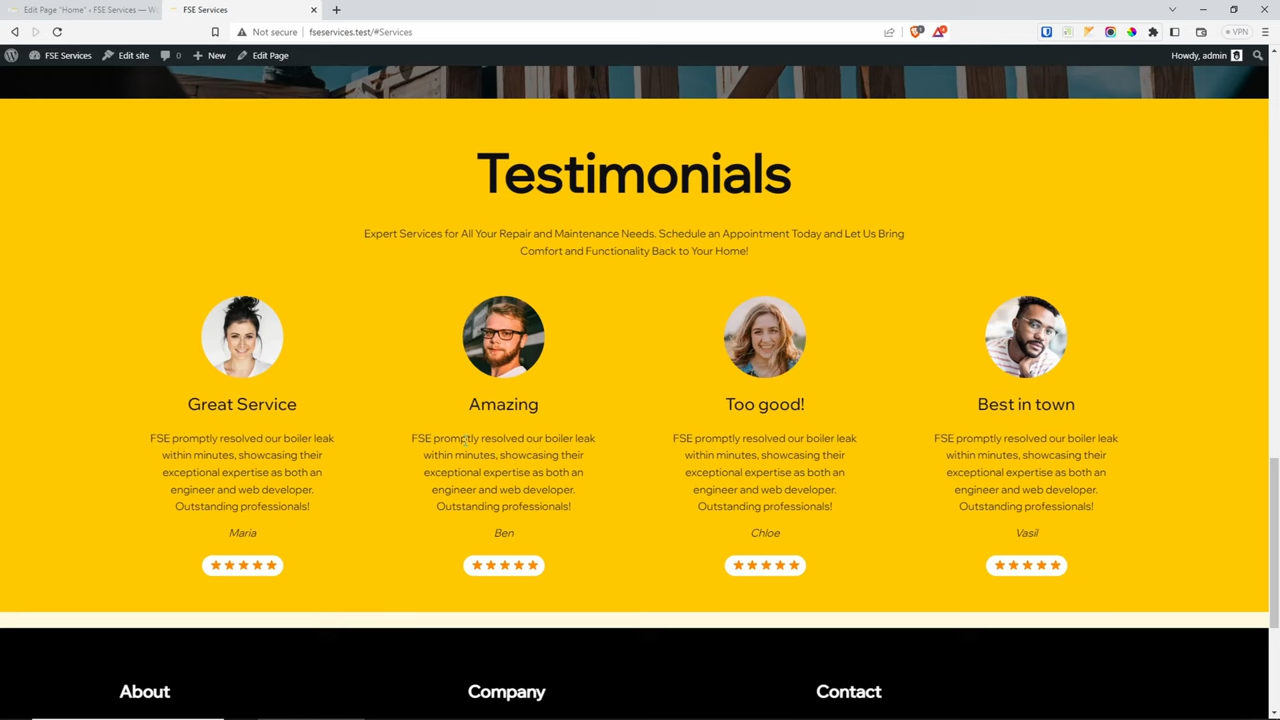 Edit Page "Home" ‹ FSE Services — W
FSE Services
Not secure
fseservices.test/#Services
VPN
FSE Services
Edit site
0
New
Edit Page
Howdy, admin
Testimonials
Expert Services for All Your Repair and Maintenance Needs. Schedule an Appointment Today and Let Us Bring
Comfort and Functionality Back to Your Home!
Great Service
FSE promptly resolved our boiler leak
within minutes, showcasing their
exceptional expertise as both an
engineer and web developer.
Outstanding professionals!
Maria
Amazing
FSE promptly resolved our boiler leak
within minutes, showcasing their
exceptional expertise as both an
engineer and web developer.
Outstanding professionals!
Ben
Too good!
FSE promptly resolved our boiler leak
within minutes, showcasing their
exceptional expertise as both an
engineer and web developer.
Outstanding professionals!
Chloe
Best in town
FSE promptly resolved our boiler leak
within minutes, showcasing their
exceptional expertise as both an
engineer and web developer.
Outstanding professionals!
Vasil
About
Company
Contact